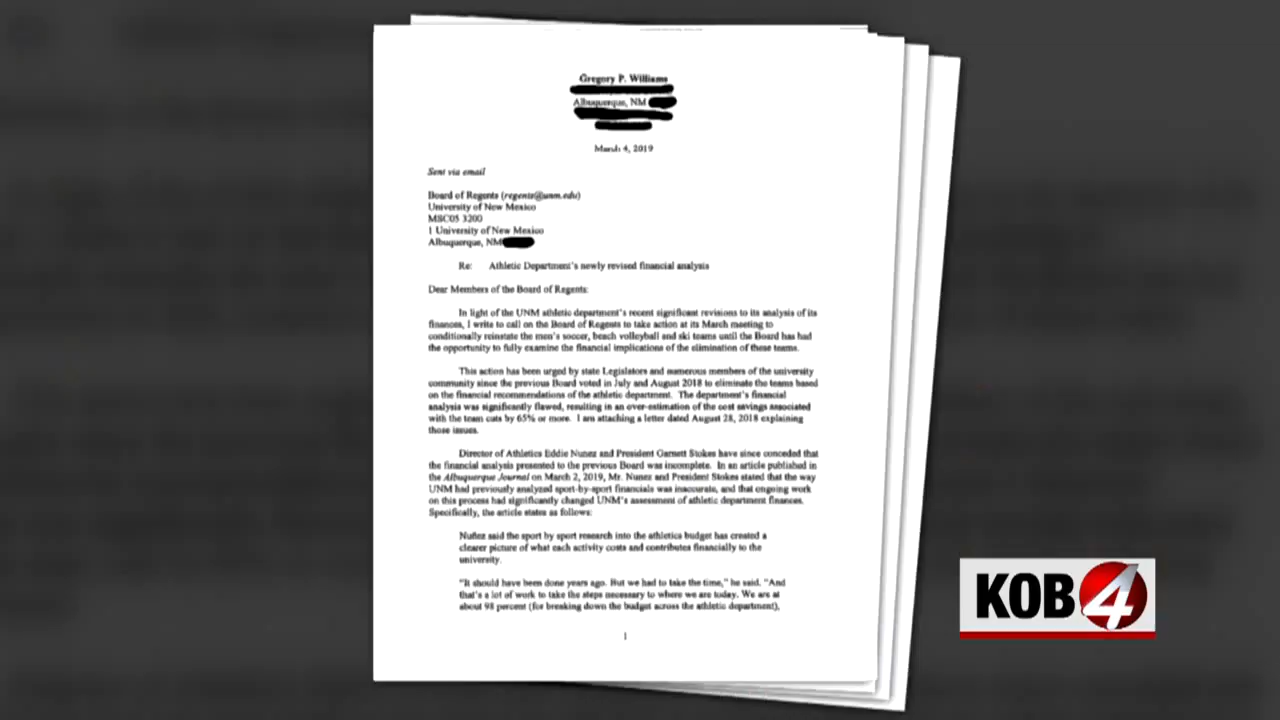 Gregory P. Williams
Albuquerque, NM
March 4, 2019
Sent via email
Board of Regents (regents@unm.edu)
University of New Mexico
MSC05 3200
1 University of New Mexico
Albuquerque, NM
Re: Athletic Department's newly revised financial analysis
Dear Members of the Board of Regents:
In light of the UNM athletic department's recent significant revisions to its analysis of its
finances, I write to call on the Board of Regents to take action at its March meeting to
conditionally reinstate the men's soccer, beach volleyball and ski teams until the Board has had
the opportunity to fully examine the financial implications of the elimination of these teams.
This action has been urged by state Legislators and numerous members of the university
community since the previous Board voted in July and August 2018 to eliminate the teams based
on the financial recommendations of the athletic department. The department's financial
analysis was significantly flawed, resulting in an over-estimation of the cost savings associated
with the team cuts by 65% or more. I am attaching a letter dated August 28, 2018 explaining
those issues.
Director of Athletics Eddie Nunez and President Garnett Stokes have since conceded that
the financial analysis presented to the previous Board was incomplete. In an article published in
the Albuquerque Journal on March 2, 2019, Mr. Nunez and President Stokes stated that the way
UNM had previously analyzed sport-by-sport financials was inaccurate, and that ongoing work
on this process had significantly changed UNM's assessment of athletic department finances.
Specifically, the article states as follows:
Nuñez said the sport by sport research into the athletics budget has created a
clearer picture of what each activity costs and contributes financially to the
university.
"It should have been done years ago. But we had to take the time," he said. "And
that's a lot of work to take the steps necessary to where we are today. We are at
about 98 percent (for breaking down the budget across the athletic department),
1
KOB 4